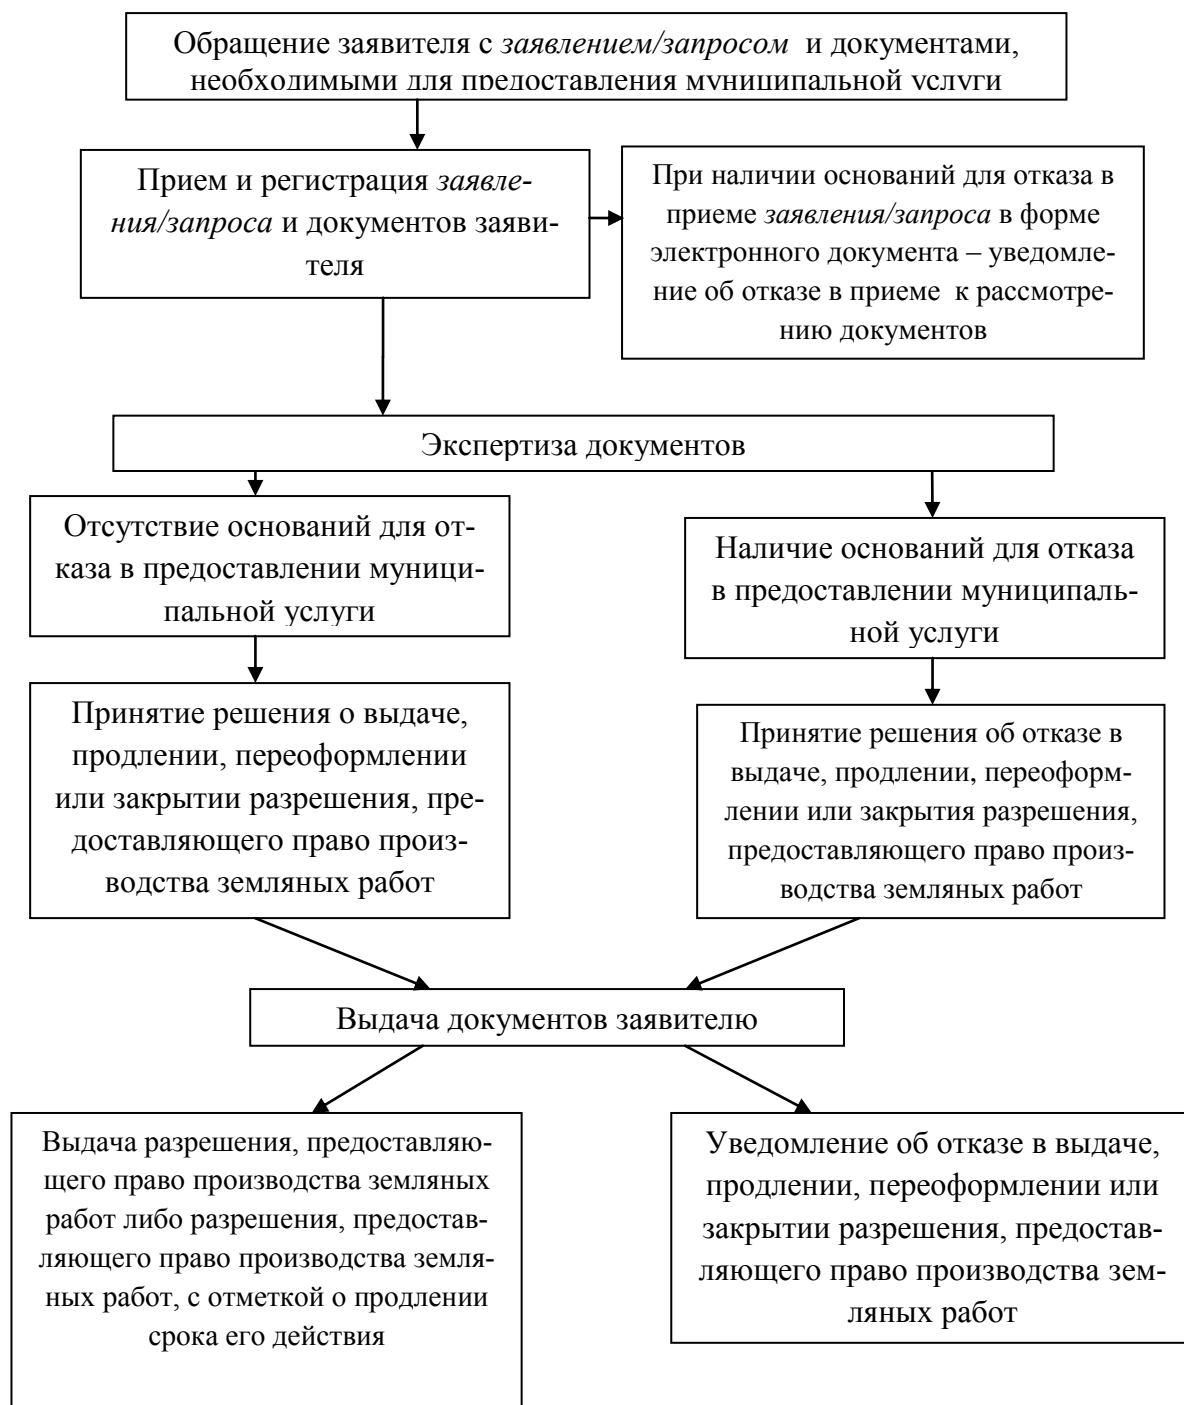 Обращение заявителя с заявлением/запросом и документами,
необходимыми для предоставления муниципальной услуги
Прием и регистрация заявле-
ния/запроса и документов заяви-
теля
При наличии оснований для отказа в
приеме заявления/запроса в форме
электронного документа – уведомле-
ние об отказе в приеме к рассмотре-
нию документов
Экспертиза документов
Отсутствие оснований для от-
каза в предоставлении муници-
пальной услуги
Наличие оснований для отказа
в предоставлении муниципаль-
ной услуги
Принятие решения о выдаче,
продлении, переоформлении
или закрытии разрешения, пре-
доставляющего право произ-
водства земляных работ
Принятие решения об отказе в
выдаче, продлении, переоформ-
лении или закрытия разрешения,
предоставляющего право произ-
водства земляных работ
Выдача документов заявителю
Выдача разрешения, предоставляю-
щего право производства земляных
работ либо разрешения, предостав-
ляющего право производства земля-
ных работ, с отметкой о продлении
срока его действия
Уведомление об отказе в выдаче,
продлении, переоформлении или
закрытии разрешения, предостав-
ляющего право производства зем-
ляных работ